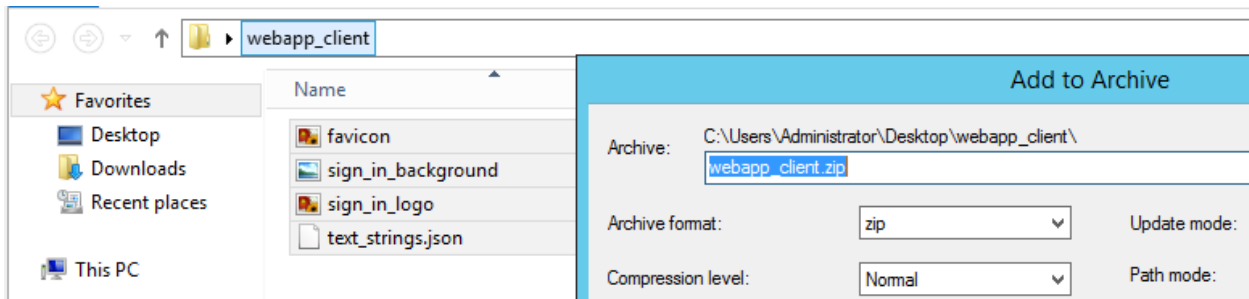 webapp_client
Favorites
Desktop
Downloads
Recent places
This PC
Name
favicon
sign_in_background
sign_in_logo
text_strings.json
Add to Archive
Archive: C:\Users\Administrator\Desktop\webapp_client\
webapp_client.zip
Archive format: zip Update mode:
Compression level: Normal Path mode: